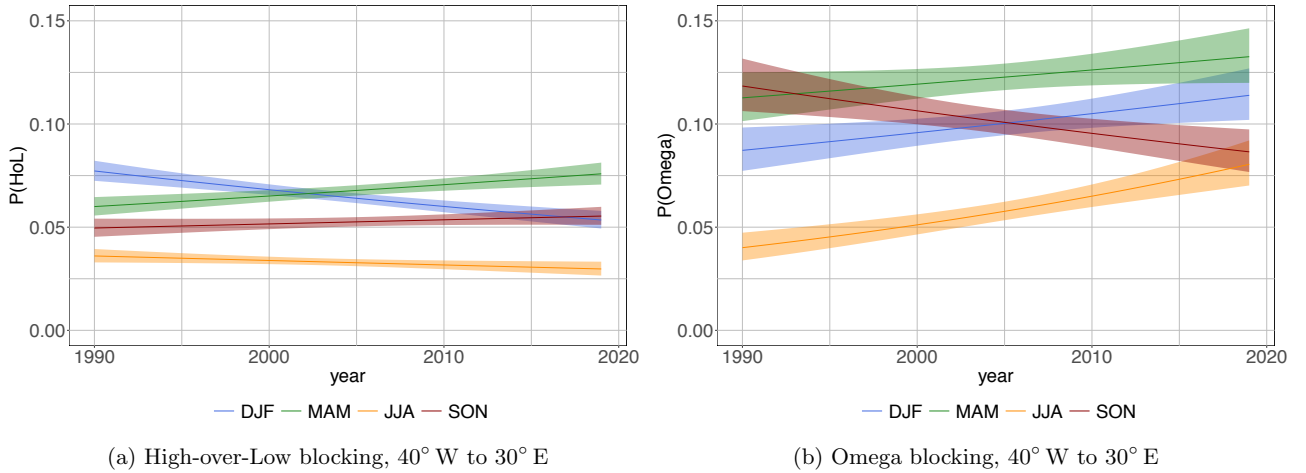 0.15
0.10
0.05
0.00
P(HoL)
1990 2000 2010 2020
year
DJF MAM JJA SON
(a) High-over-Low blocking, 40° W to 30° E
0.15
0.10
0.05
0.00
P(Omega)
1990 2000 2010 2020
year
DJF MAM JJA SON
(b) Omega blocking, 40° W to 30° E